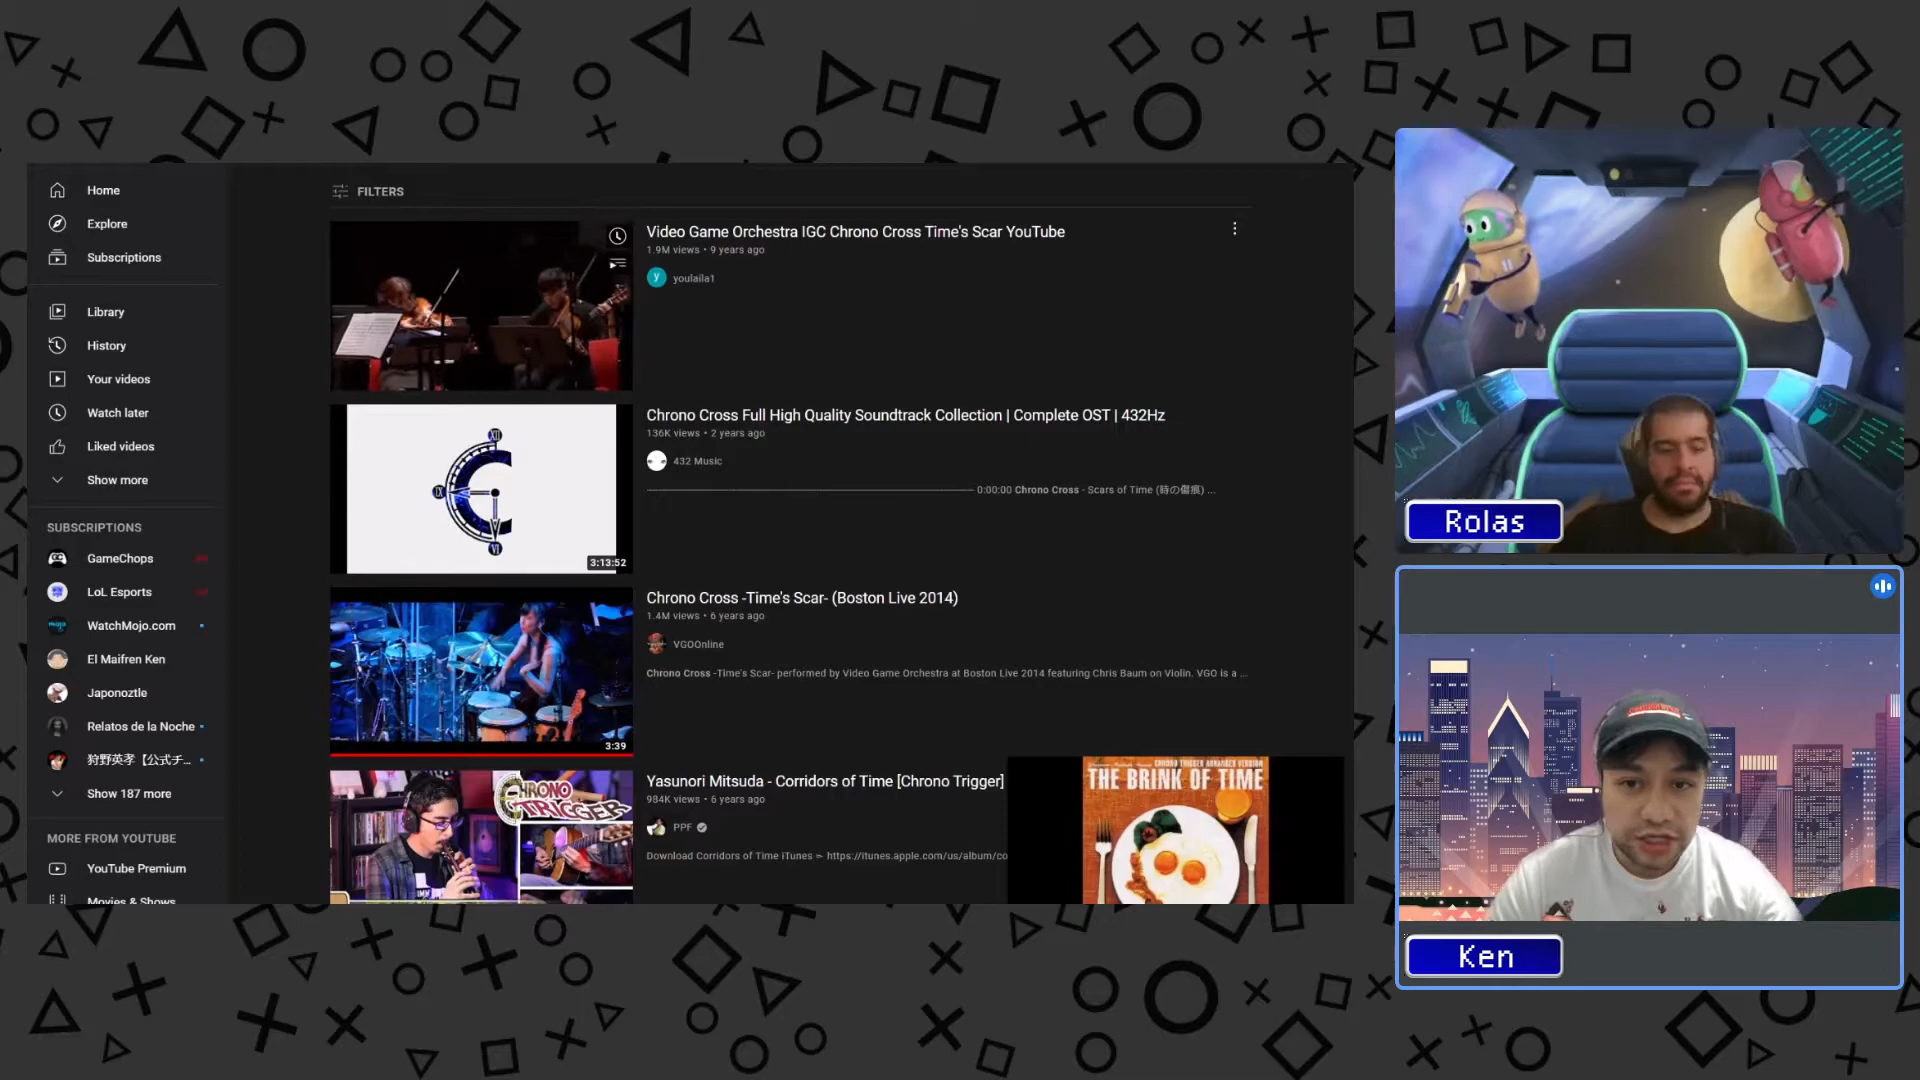 Home
Explore
Subscriptions
Library
History
Your videos
Watch later
Liked videos
Show more
SUBSCRIPTIONS
GameChops
LoL Esports
WatchMojo.com
El Maifren Ken
Japonoztle
Relatos de la Noche
狩野英孝【公式チ...
Show 187 more
MORE FROM YOUTUBE
YouTube Premium
Movies & Shows
FILTERS
Video Game Orchestra IGC Chrono Cross Time's Scar YouTube
1.9M views • 9 years ago
y youlaila1
Chrono Cross Full High Quality Soundtrack Collection | Complete OST | 432Hz
136K views • 2 years ago
432 Music
0:00:00 Chrono Cross - Scars of Time (時の傷痕) ...
3:13:52
Chrono Cross -Time's Scar- (Boston Live 2014)
1.4M views • 6 years ago
VGOOnline
Chrono Cross -Time's Scar- performed by Video Game Orchestra at Boston Live 2014 featuring Chris Baum on Violin. VGO is a ...
3:39
Yasunori Mitsuda - Corridors of Time [Chrono Trigger]
984K views • 6 years ago
PPF
Download Corridors of Time iTunes ➢ https://itunes.apple.com/us/album/co
CHRONO TRIGGER
CHRONO TRIGGER ARRANGED VERSION
THE BRINK OF TIME
Rolas
Ken